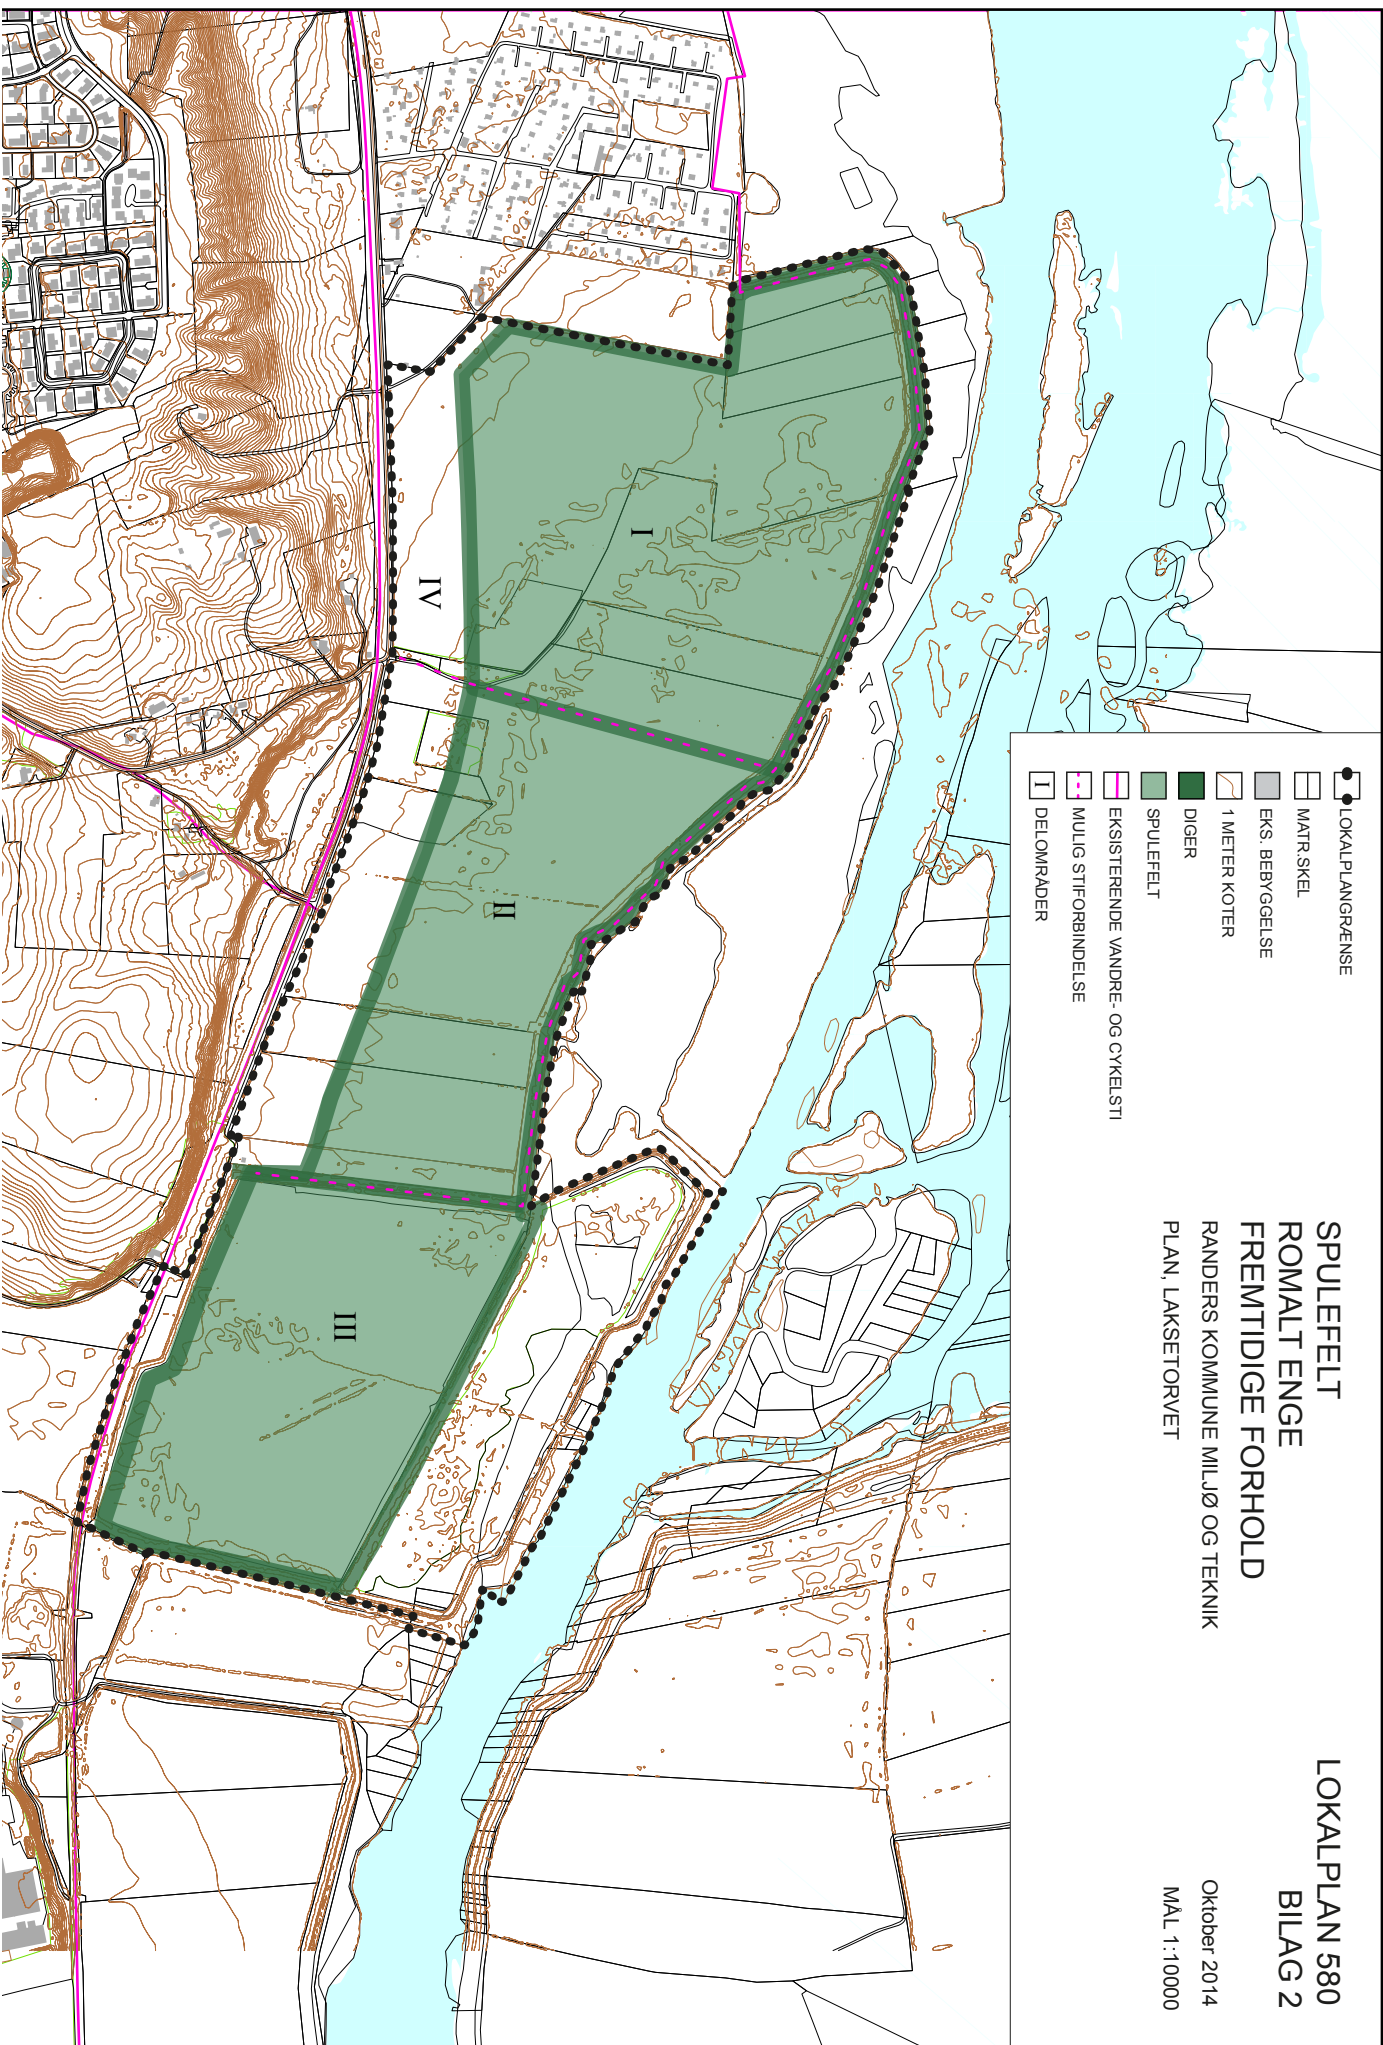 SPULEFELT
ROMALT ENGE
FREMTIDIGE FORHOLD
RANDERS KOMMUNE MILJØ OG TEKNIK
PLAN, LAKSETORVET
LOKALPLAN 580
BILAG 2
Oktober 2014
MÅL 1:10000
LOKALPLANGRÆNSE
MATR.SKEL
EKS. BEBYGGELSE
1 METER KOTER
DIGER
SPULEFELT
EKSISTERENDE VANDRE- OG CYKELSTI
MULIG STIFORBINDELSE
I DELOMRÅDER
I
IV
II
III